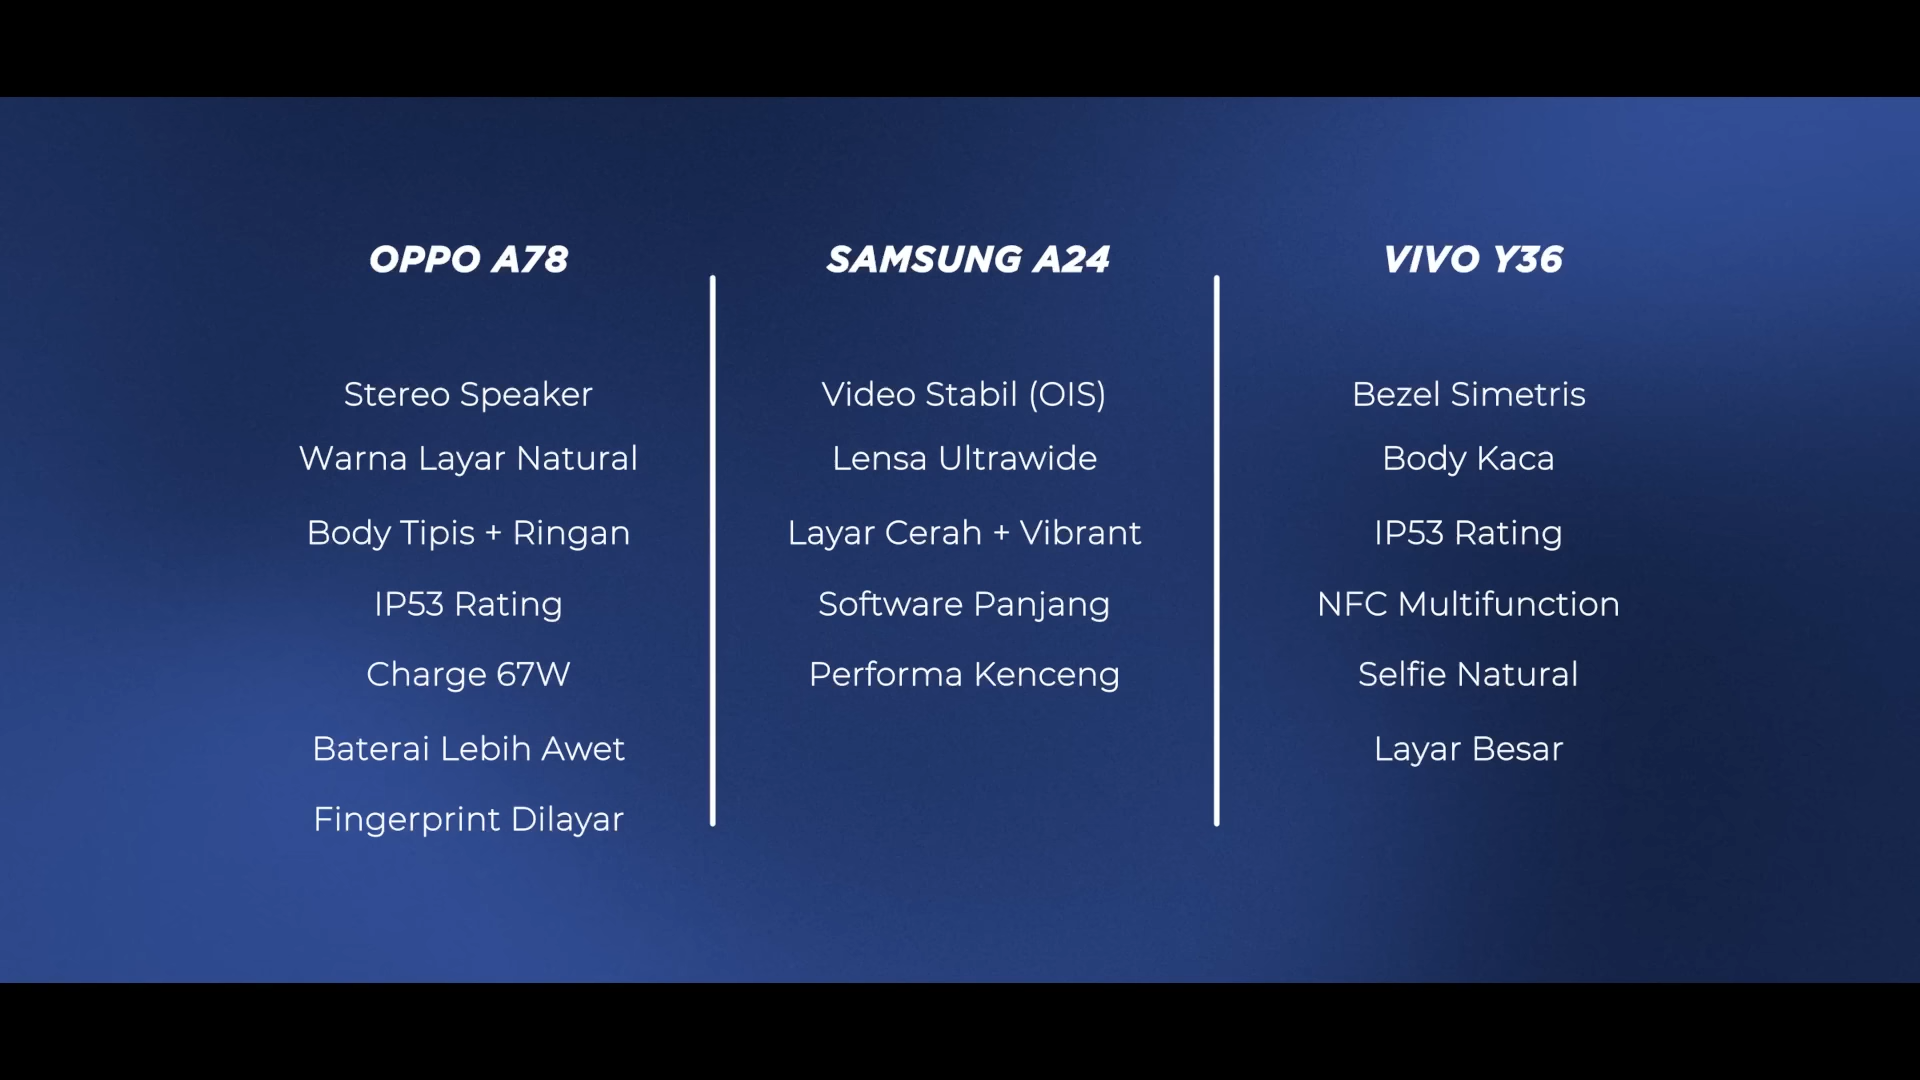 OPPO A78
Stereo Speaker
Warna Layar Natural
Body Tipis + Ringan
IP53 Rating
Charge 67W
Baterai Lebih Awet
Fingerprint Dilayar
SAMSUNG A24
Video Stabil (OIS)
Lensa Ultrawide
Layar Cerah + Vibrant
Software Panjang
Performa Kenceng
VIVO Y36
Bezel Simetris
Body Kaca
IP53 Rating
NFC Multifunction
Selfie Natural
Layar Besar